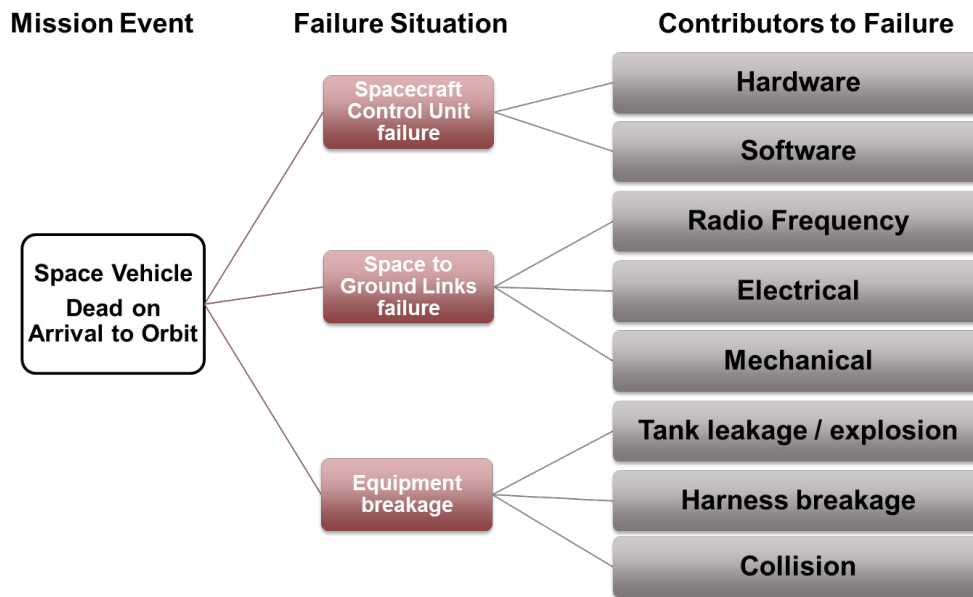 Mission Event
Failure Situation
Contributors to Failure
Space Vehicle
Dead on
Arrival to Orbit
Spacecraft
Control Unit
failure
Hardware
Software
Space to
Ground Links
failure
Radio Frequency
Electrical
Mechanical
Equipment
breakage
Tank leakage / explosion
Harness breakage
Collision